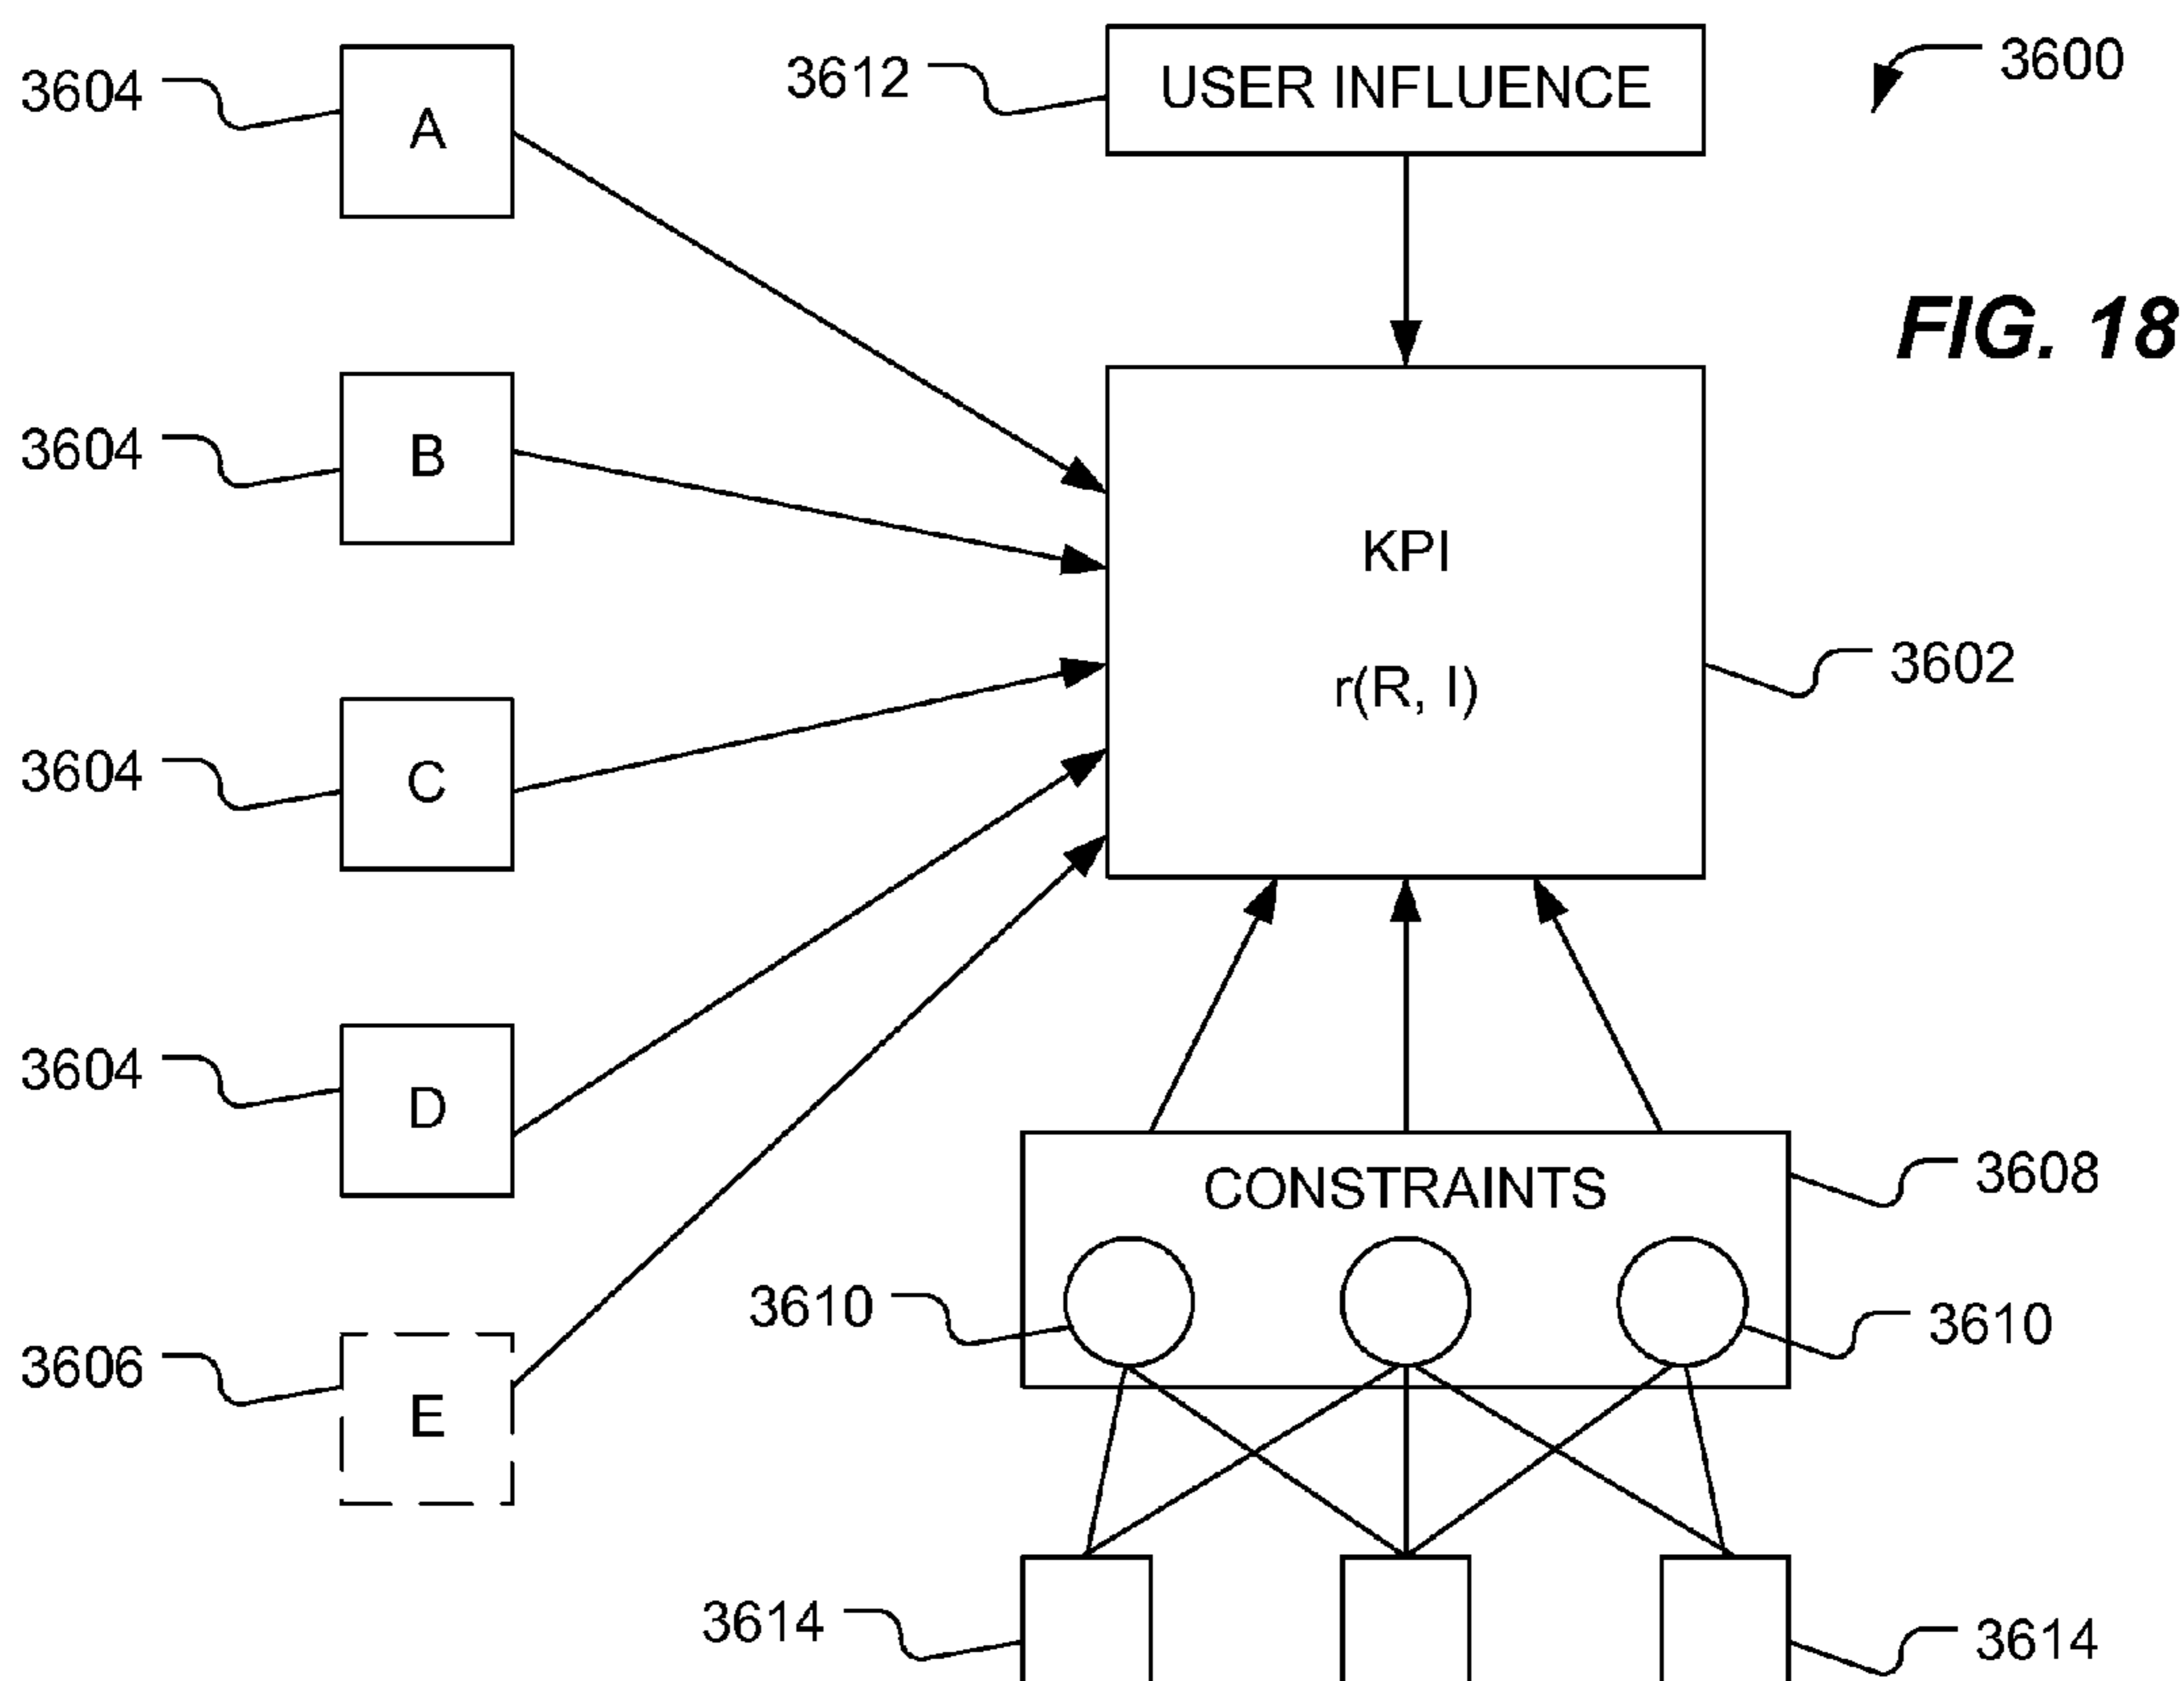 3600
3612
USER INFLUENCE
3604
A
FIG. 18
3604
B
KPI
r(R, I)
3602
3604
C
3604
D
CONSTRAINTS
3608
3610
3610
3606
E
3614
3614